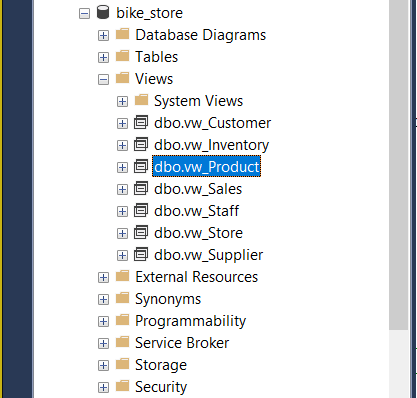 bike_store
Database Diagrams
Tables
Views
System Views
dbo.vw_Customer
dbo.vw_Inventory
dbo.vw_Product
dbo.vw_Sales
dbo.vw_Staff
dbo.vw_Store
dbo.vw_Supplier
External Resources
Synonyms
Programmability
Service Broker
Storage
Security